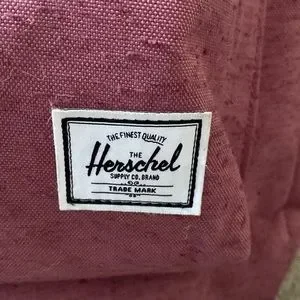 THE FINEST QUALITY
THE
Herschel
SUPPLY CO. BRAND
TRADE MARK